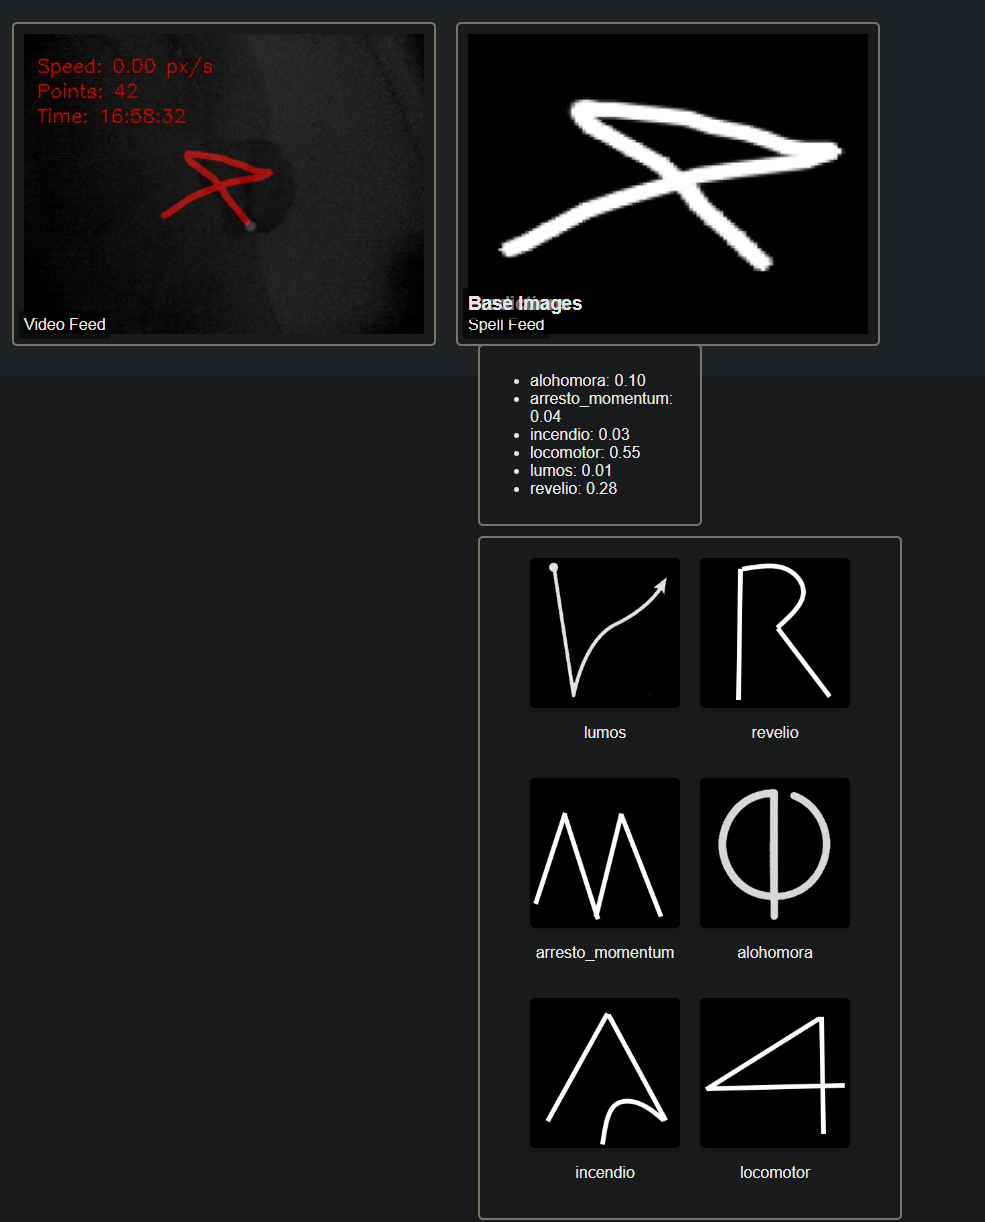 Speed: 0.00 px/s
Points: 42
Time: 16:58:32
Video Feed
Base Images
Spell Feed
alohomora: 0.10
arresto_momentum:
0.04
incendio: 0.03
locomotor: 0.55
lumos: 0.01
revelio: 0.28
lumos
revelio
arresto_momentum
alohomora
incendio
locomotor